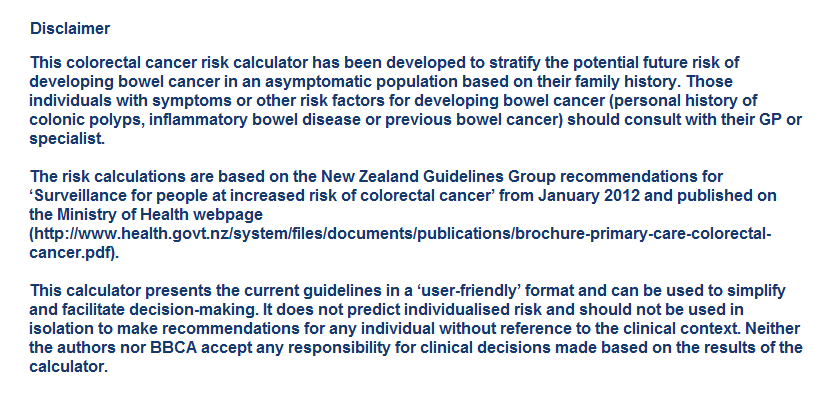 Disclaimer
This colorectal cancer risk calculator has been developed to stratify the potential future risk of
developing bowel cancer in an asymptomatic population based on their family history. Those
individuals with symptoms or other risk factors for developing bowel cancer (personal history of
colonic polyps, inflammatory bowel disease or previous bowel cancer) should consult with their GP or
specialist.
The risk calculations are based on the New Zealand Guidelines Group recommendations for
‘Surveillance for people at increased risk of colorectal cancer’ from January 2012 and published on
the Ministry of Health webpage
(http://www.health.govt.nz/system/files/documents/publications/brochure-primary-care-colorectal-
cancer.pdf).
This calculator presents the current guidelines in a ‘user-friendly’ format and can be used to simplify
and facilitate decision-making. It does not predict individualised risk and should not be used in
isolation to make recommendations for any individual without reference to the clinical context. Neither
the authors nor BBCA accept any responsibility for clinical decisions made based on the results of the
calculator.